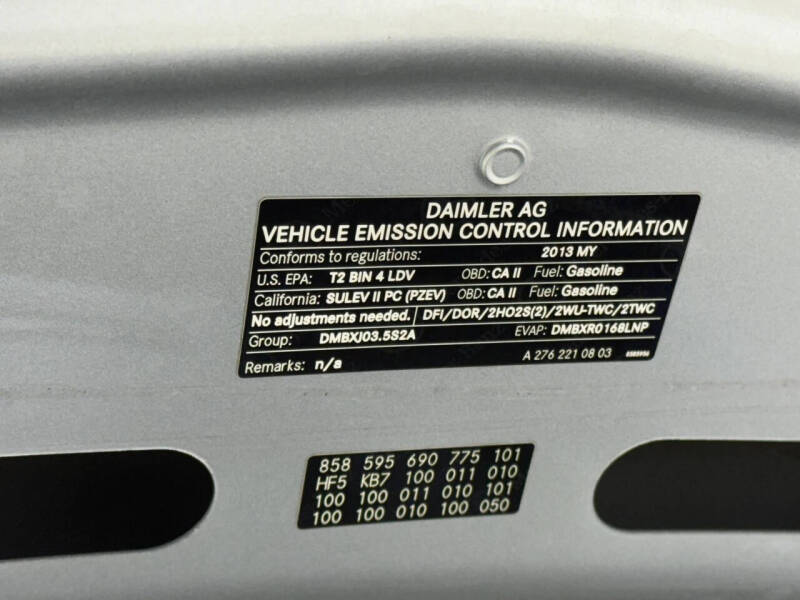 DAIMLER AG
VEHICLE EMISSION CONTROL INFORMATION
Conforms to regulations: 2013 MY
U.S. EPA: T2 BIN 4 LDV OBD: CA II Fuel: Gasoline
California: SULEV II PC (PZEV) OBD: CA II Fuel: Gasoline
No adjustments needed. DFI/DOR/2HO2S(2)/2WU-TWC/2TWC
Group: DMBXJ03.5S2A EVAP: DMBXR0168LNP
Remarks: n/a A 276 221 08 03
858 595 690 775 101
HF5 KB7 100 011 010
100 100 011 010 101
100 100 010 100 050